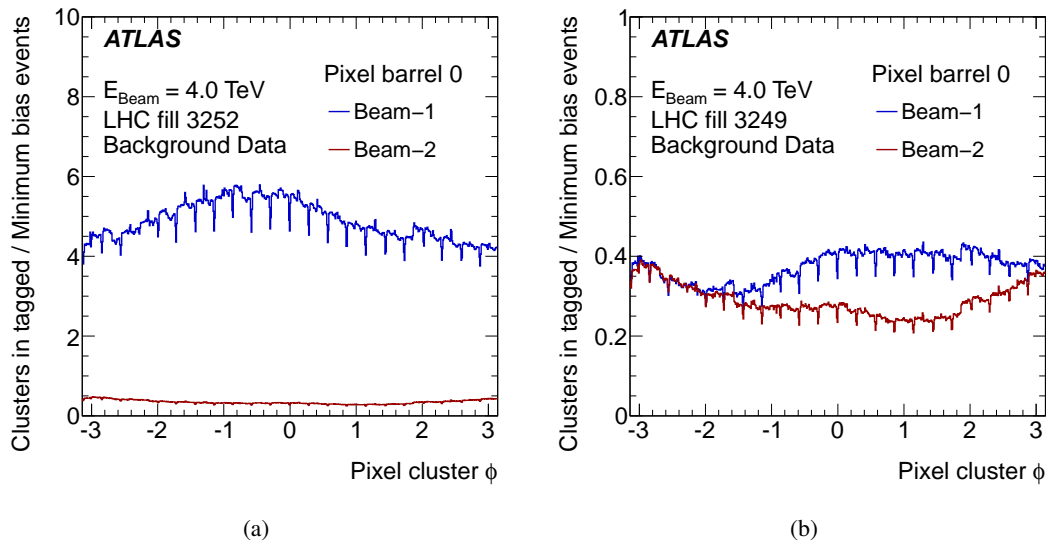 Clusters in tagged / Minimum bias events
10
8
6
4
2
0
ATLAS
E_Beam = 4.0 TeV
LHC fill 3252
Background Data
Pixel barrel 0
Beam−1
Beam−2
-3 -2 -1 0 1 2 3
Pixel cluster ϕ
(a)
Clusters in tagged / Minimum bias events
1
0.8
0.6
0.4
0.2
0
ATLAS
E_Beam = 4.0 TeV
LHC fill 3249
Background Data
Pixel barrel 0
Beam−1
Beam−2
-3 -2 -1 0 1 2 3
Pixel cluster ϕ
(b)